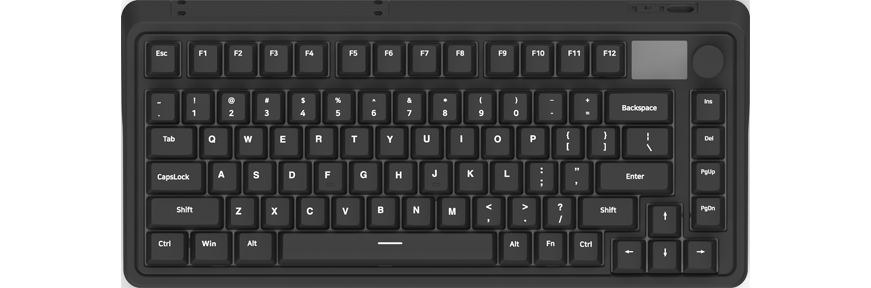 Esc F1 F2 F3 F4 F5 F6 F7 F8 F9 F10 F11 F12
~ ! @ # $ % ^ & * ( ) - +
. 1 2 3 4 5 6 7 8 9 0 - = Backspace Ins
Tab Q W E R T Y U I O P { [ } ] ¦ \ Del
CapsLock A S D F G H J K L : ; " , Enter PgUp
Shift Z X C V B N M < , > . ? / Shift ↑ PgDn
Ctrl Win Alt Alt Fn Ctrl ← ↓ →